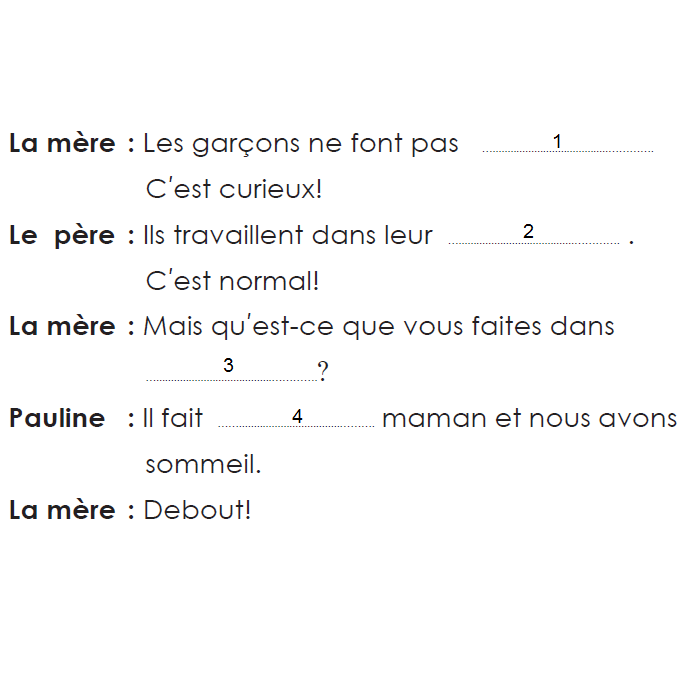 La mère : Les garçons ne font pas ....................1....................
C'est curieux!
Le père : Ils travaillent dans leur ....................2.................... .
C'est normal!
La mère : Mais qu'est-ce que vous faites dans
....................3....................?
Pauline : Il fait ....................4.................... maman et nous avons
sommeil.
La mère : Debout!